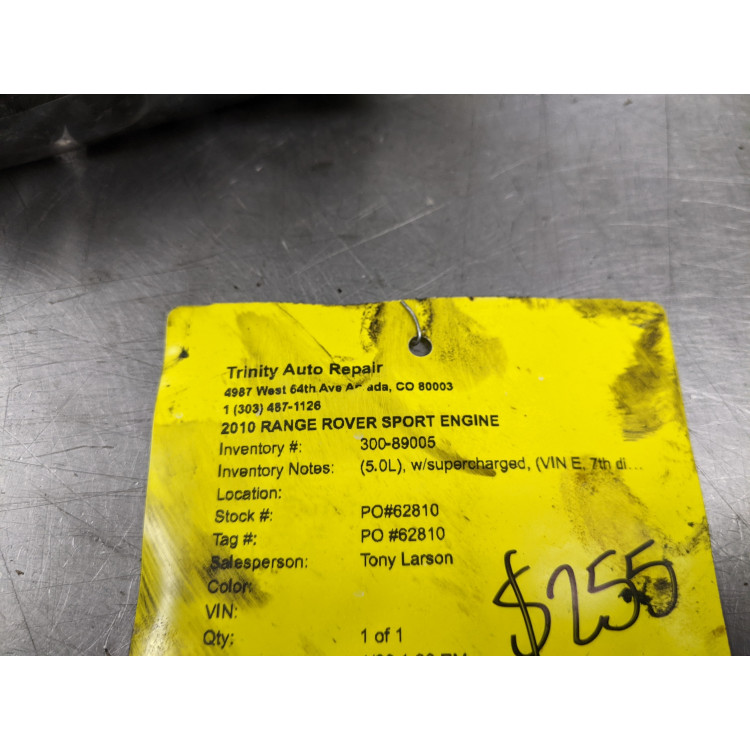 Trinity Auto Repair
4987 West 64th Ave Arvada, CO 80003
1 (303) 487-1126
2010 RANGE ROVER SPORT ENGINE
Inventory #: 300-89005
Inventory Notes: (5.0L), w/supercharged, (VIN E, 7th di...
Location:
Stock #: PO#62810
Tag #: PO #62810
Salesperson: Tony Larson
Color:
VIN:
Qty: 1 of 1
$255